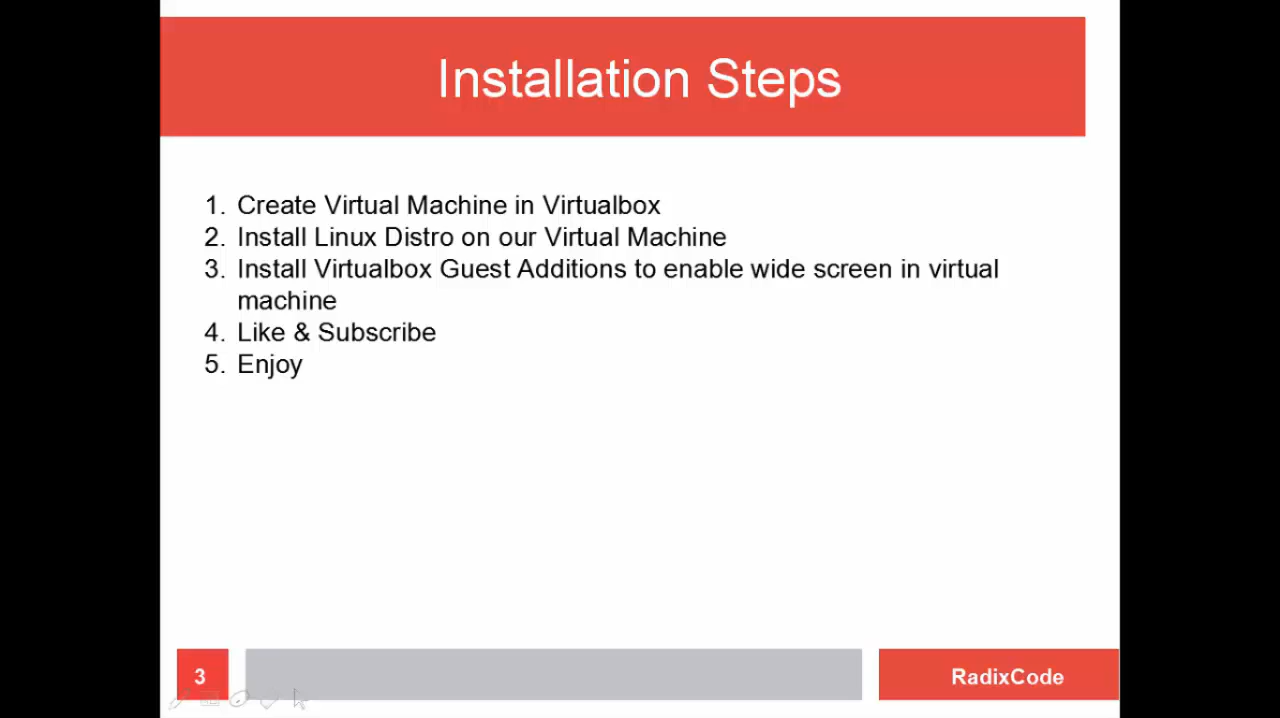 Installation Steps
1. Create Virtual Machine in Virtualbox
2. Install Linux Distro on our Virtual Machine
3. Install Virtualbox Guest Additions to enable wide screen in virtual
machine
4. Like & Subscribe
5. Enjoy
3
RadixCode